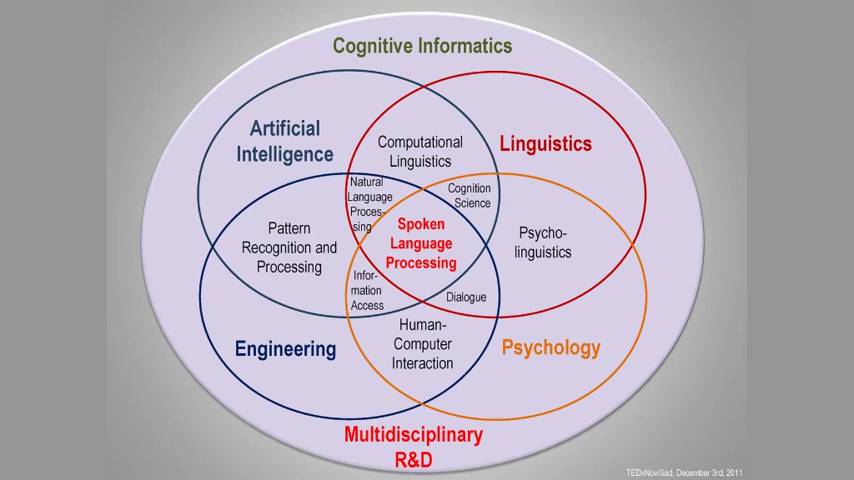 Cognitive Informatics
Artificial
Intelligence
Computational
Linguistics
Linguistics
Natural
Language
Proces-
sing
Cognition
Science
Pattern
Recognition and
Processing
Spoken
Language
Processing
Psycho-
linguistics
Infor-
mation
Access
Dialogue
Engineering
Human-
Computer
Interaction
Psychology
Multidisciplinary
R&D
TEDxNoviSad, December 3rd, 2011